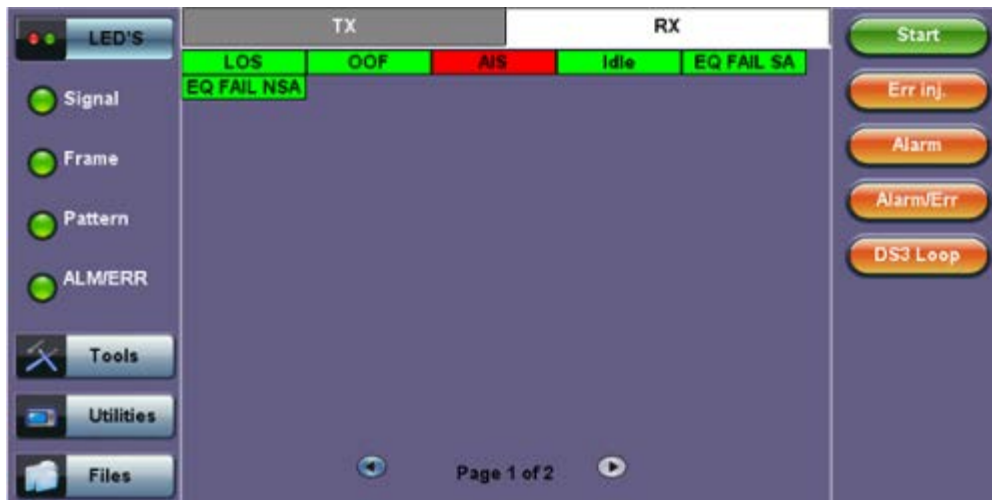 LED'S
Signal
Frame
Pattern
ALM/ERR
Tools
Utilities
Files
TX RX
LOS OOF AIS Idle EQ FAIL SA
EQ FAIL NSA
Page 1 of 2
Start
Err inj.
Alarm
Alarm/Err
DS3 Loop